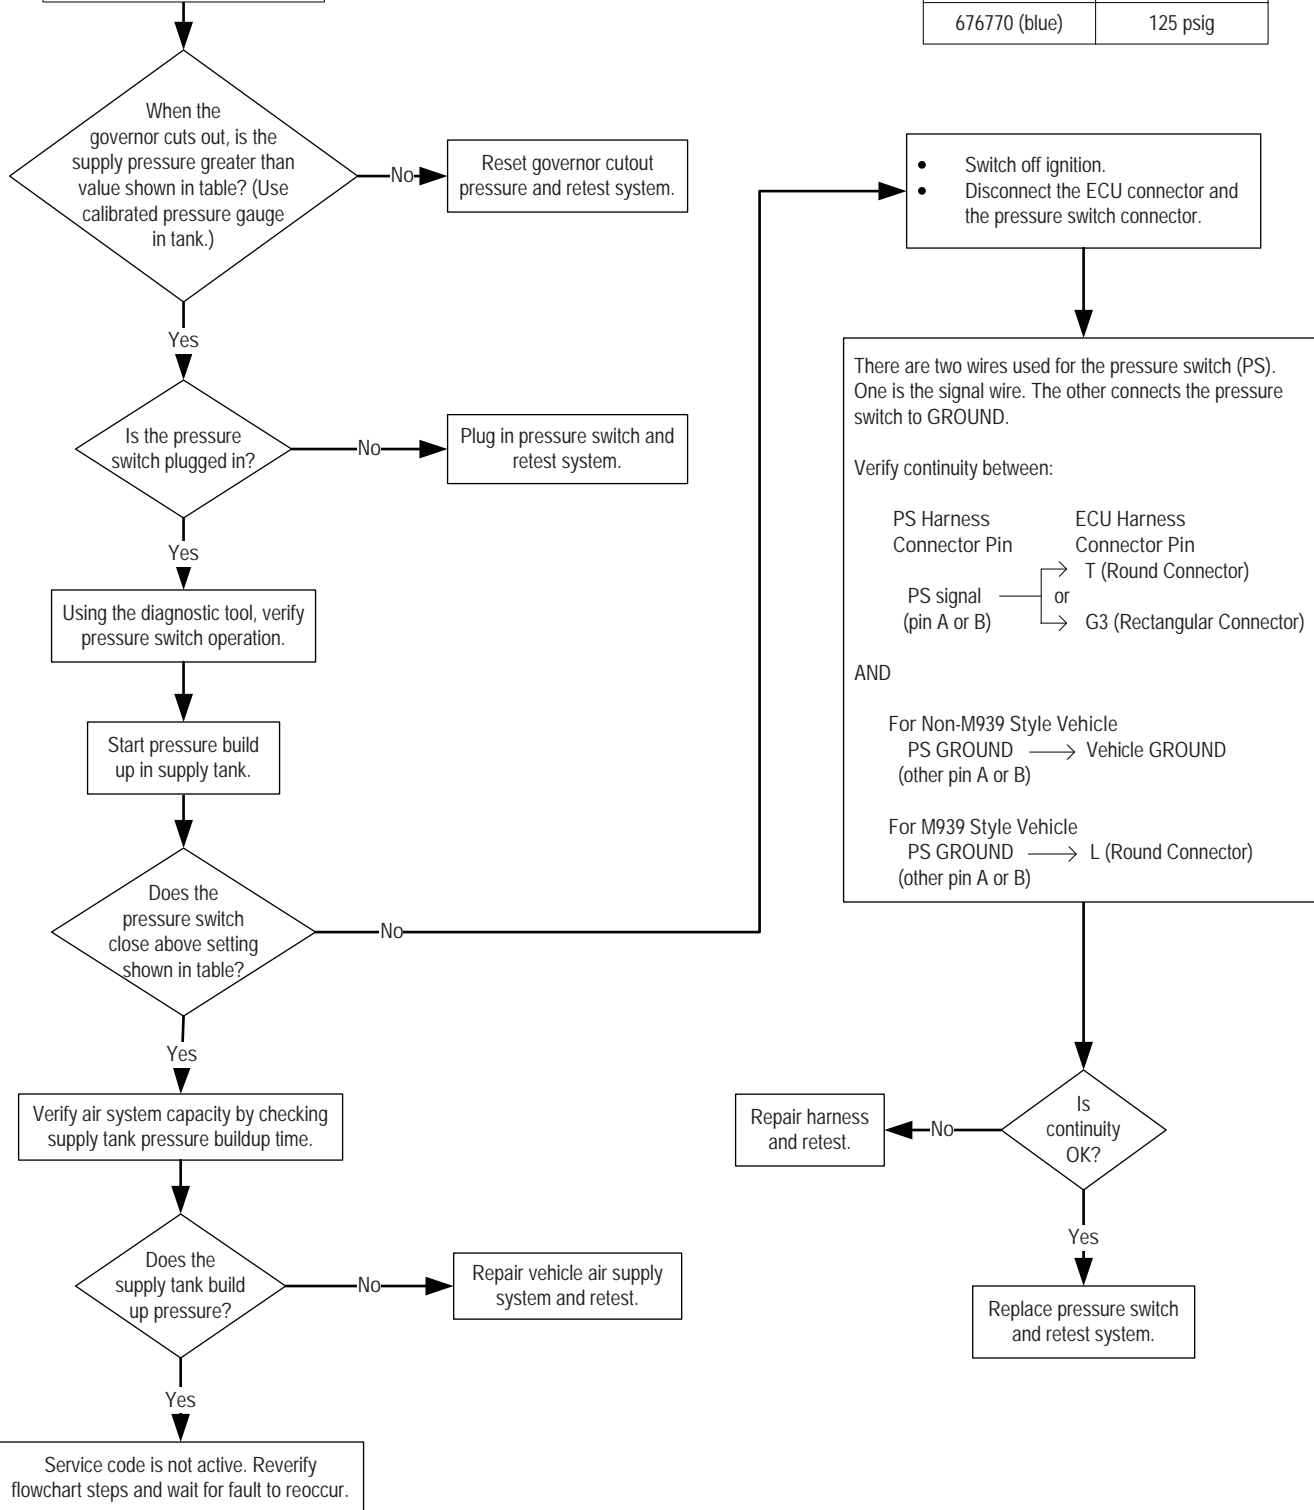 676770 (blue) 125 psig
When the
governor cuts out, is the
supply pressure greater than
value shown in table? (Use
calibrated pressure gauge
in tank.)
No
Reset governor cutout
pressure and retest system.
Yes
Is the pressure
switch plugged in?
No
Plug in pressure switch and
retest system.
Yes
Using the diagnostic tool, verify
pressure switch operation.
Start pressure build
up in supply tank.
Does the
pressure switch
close above setting
shown in table?
No
Yes
Verify air system capacity by checking
supply tank pressure buildup time.
Does the
supply tank build
up pressure?
No
Repair vehicle air supply
system and retest.
Yes
Service code is not active. Reverify
flowchart steps and wait for fault to reoccur.
• Switch off ignition.
• Disconnect the ECU connector and
the pressure switch connector.
There are two wires used for the pressure switch (PS).
One is the signal wire. The other connects the pressure
switch to GROUND.
Verify continuity between:
PS Harness ECU Harness
Connector Pin Connector Pin
T (Round Connector)
PS signal or
(pin A or B) G3 (Rectangular Connector)
AND
For Non-M939 Style Vehicle
PS GROUND → Vehicle GROUND
(other pin A or B)
For M939 Style Vehicle
PS GROUND → L (Round Connector)
(other pin A or B)
Is
continuity
OK?
No
Repair harness
and retest.
Yes
Replace pressure switch
and retest system.